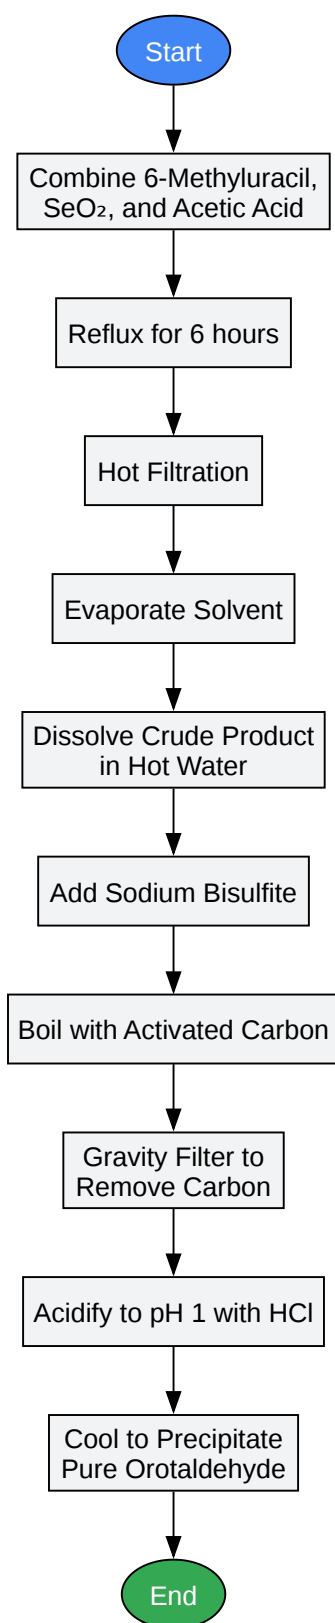 Start
Combine 6-Methyluracil,
SeO₂, and Acetic Acid
Reflux for 6 hours
Hot Filtration
Evaporate Solvent
Dissolve Crude Product
in Hot Water
Add Sodium Bisulfite
Boil with Activated Carbon
Gravity Filter to
Remove Carbon
Acidify to pH 1 with HCl
Cool to Precipitate
Pure Orotaldehyde
End